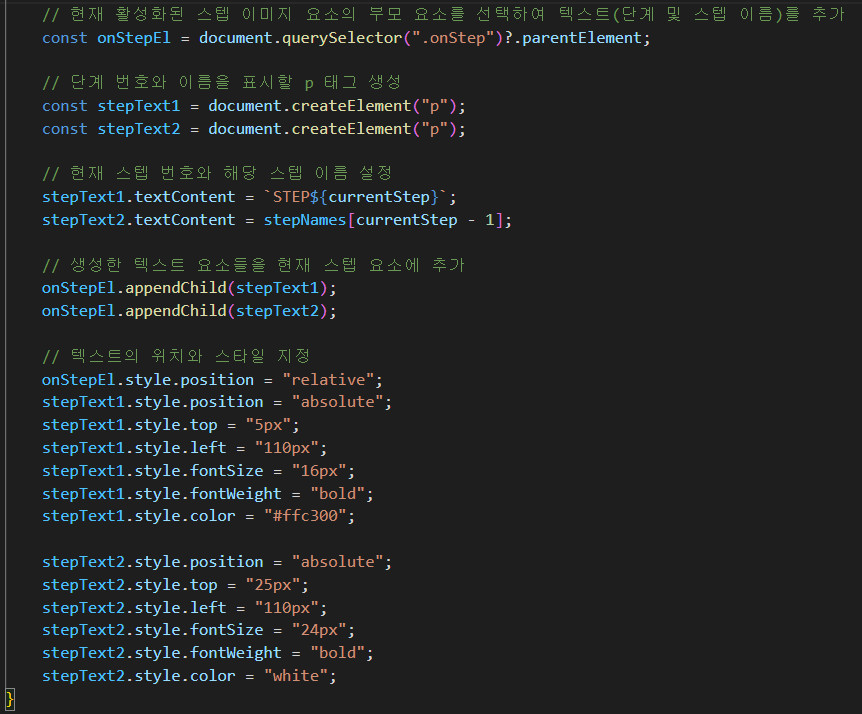 // 현재 활성화된 스텝 이미지 요소의 부모 요소를 선택하여 텍스트(단계 및 스텝 이름)를 추가
const onStepEl = document.querySelector(".onStep")?.parentElement;
// 단계 번호와 이름을 표시할 p 태그 생성
const stepText1 = document.createElement("p");
const stepText2 = document.createElement("p");
// 현재 스텝 번호와 해당 스텝 이름 설정
stepText1.textContent = `STEP${currentStep}`;
stepText2.textContent = stepNames[currentStep - 1];
// 생성한 텍스트 요소들을 현재 스텝 요소에 추가
onStepEl.appendChild(stepText1);
onStepEl.appendChild(stepText2);
// 텍스트의 위치와 스타일 지정
onStepEl.style.position = "relative";
stepText1.style.position = "absolute";
stepText1.style.top = "5px";
stepText1.style.left = "110px";
stepText1.style.fontSize = "16px";
stepText1.style.fontWeight = "bold";
stepText1.style.color = "#ffc300";
stepText2.style.position = "absolute";
stepText2.style.top = "25px";
stepText2.style.left = "110px";
stepText2.style.fontSize = "24px";
stepText2.style.fontWeight = "bold";
stepText2.style.color = "white";
}